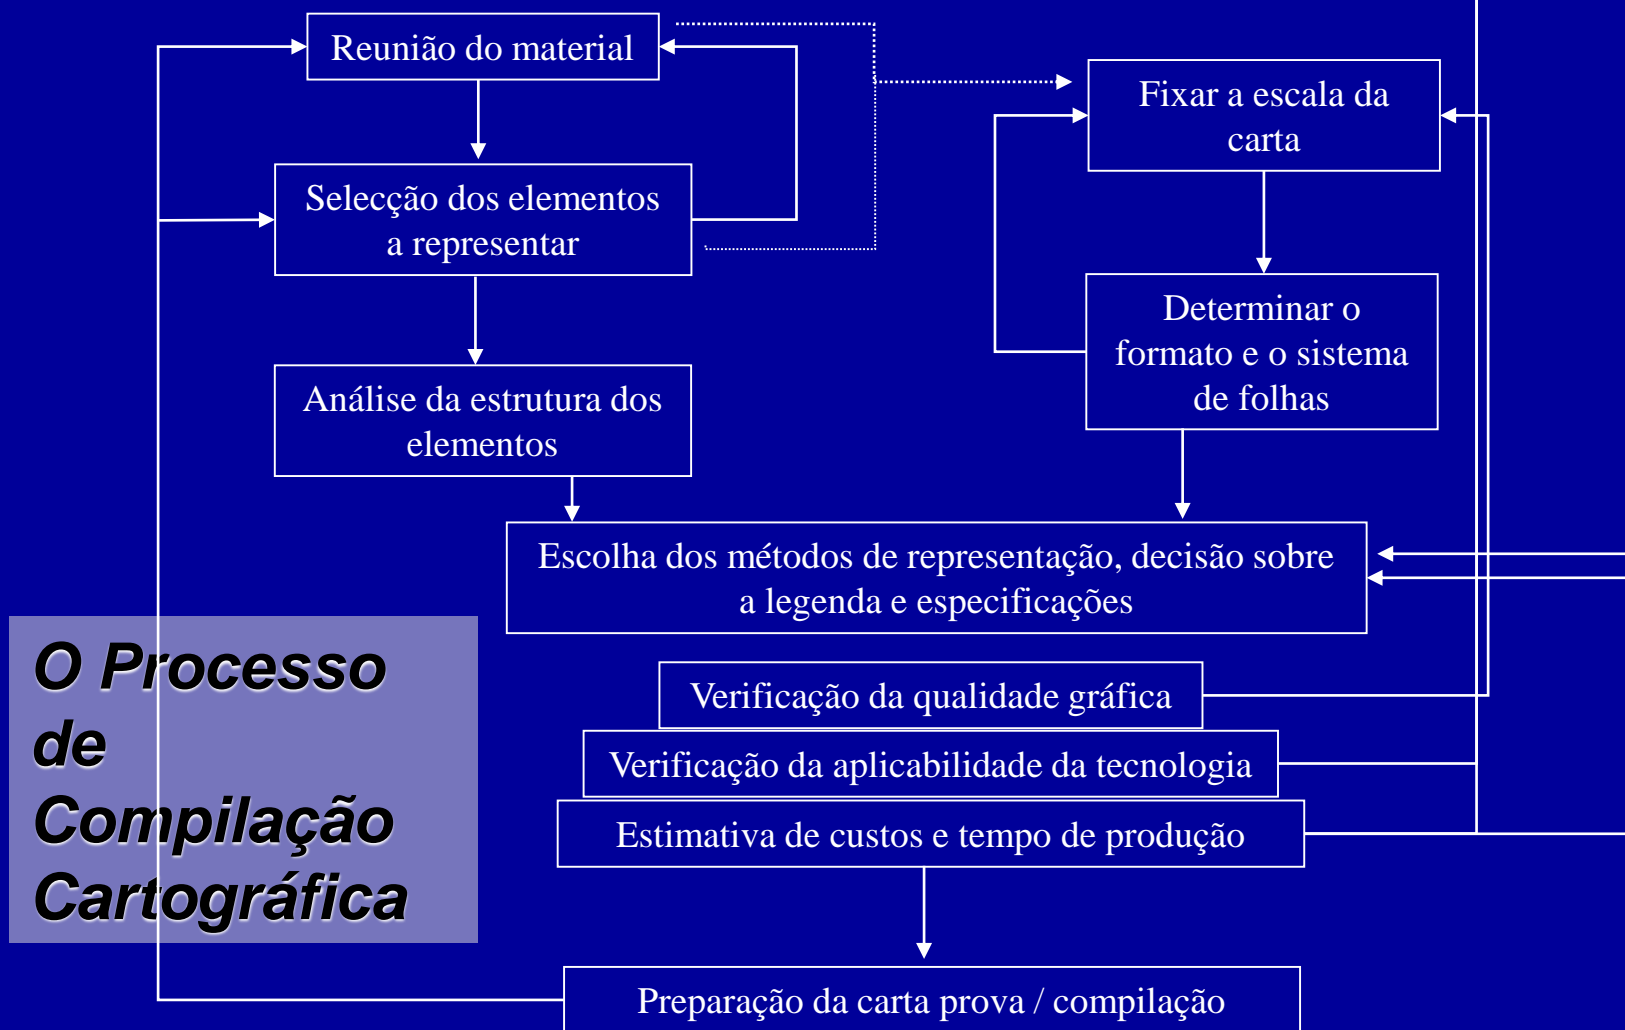 Reunião do material
Fixar a escala da
carta
Selecção dos elementos
a representar
Determinar o
formato e o sistema
de folhas
Análise da estrutura dos
elementos
Escolha dos métodos de representação, decisão sobre
a legenda e especificações
O Processo
de
Compilação
Cartográfica
Verificação da qualidade gráfica
Verificação da aplicabilidade da tecnologia
Estimativa de custos e tempo de produção
Preparação da carta prova / compilação